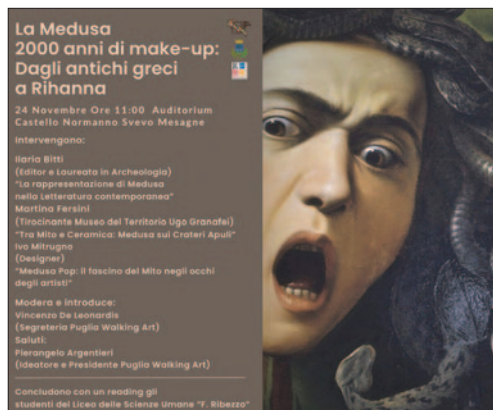 La Medusa
2000 anni di make-up:
Dagli antichi greci
a Rihanna
24 Novembre Ore 11:00 Auditorium
Castello Normanno Svevo Mesagne
Intervengono:
Ilaria Bitti
(Editor e Laureata in Archeologia)
"La rappresentazione di Medusa
nella Letteratura contemporanea"
Martina Fersini
(Tirocinante Museo del Territorio Ugo Granafei)
"Tra Mito e Ceramica: Medusa sui Crateri Apuli"
Ivo Mitrugno
(Designer)
"Medusa Pop: il fascino del Mito negli occhi
degli artisti"
Modera e introduce:
Vincenzo De Leonardis
(Segreteria Puglia Walking Art)
Saluti:
Pierangelo Argentieri
(Ideatore e Presidente Puglia Walking Art)
Concludono con un reading gli
studenti del Liceo delle Scienze Umane "F. Ribezzo"